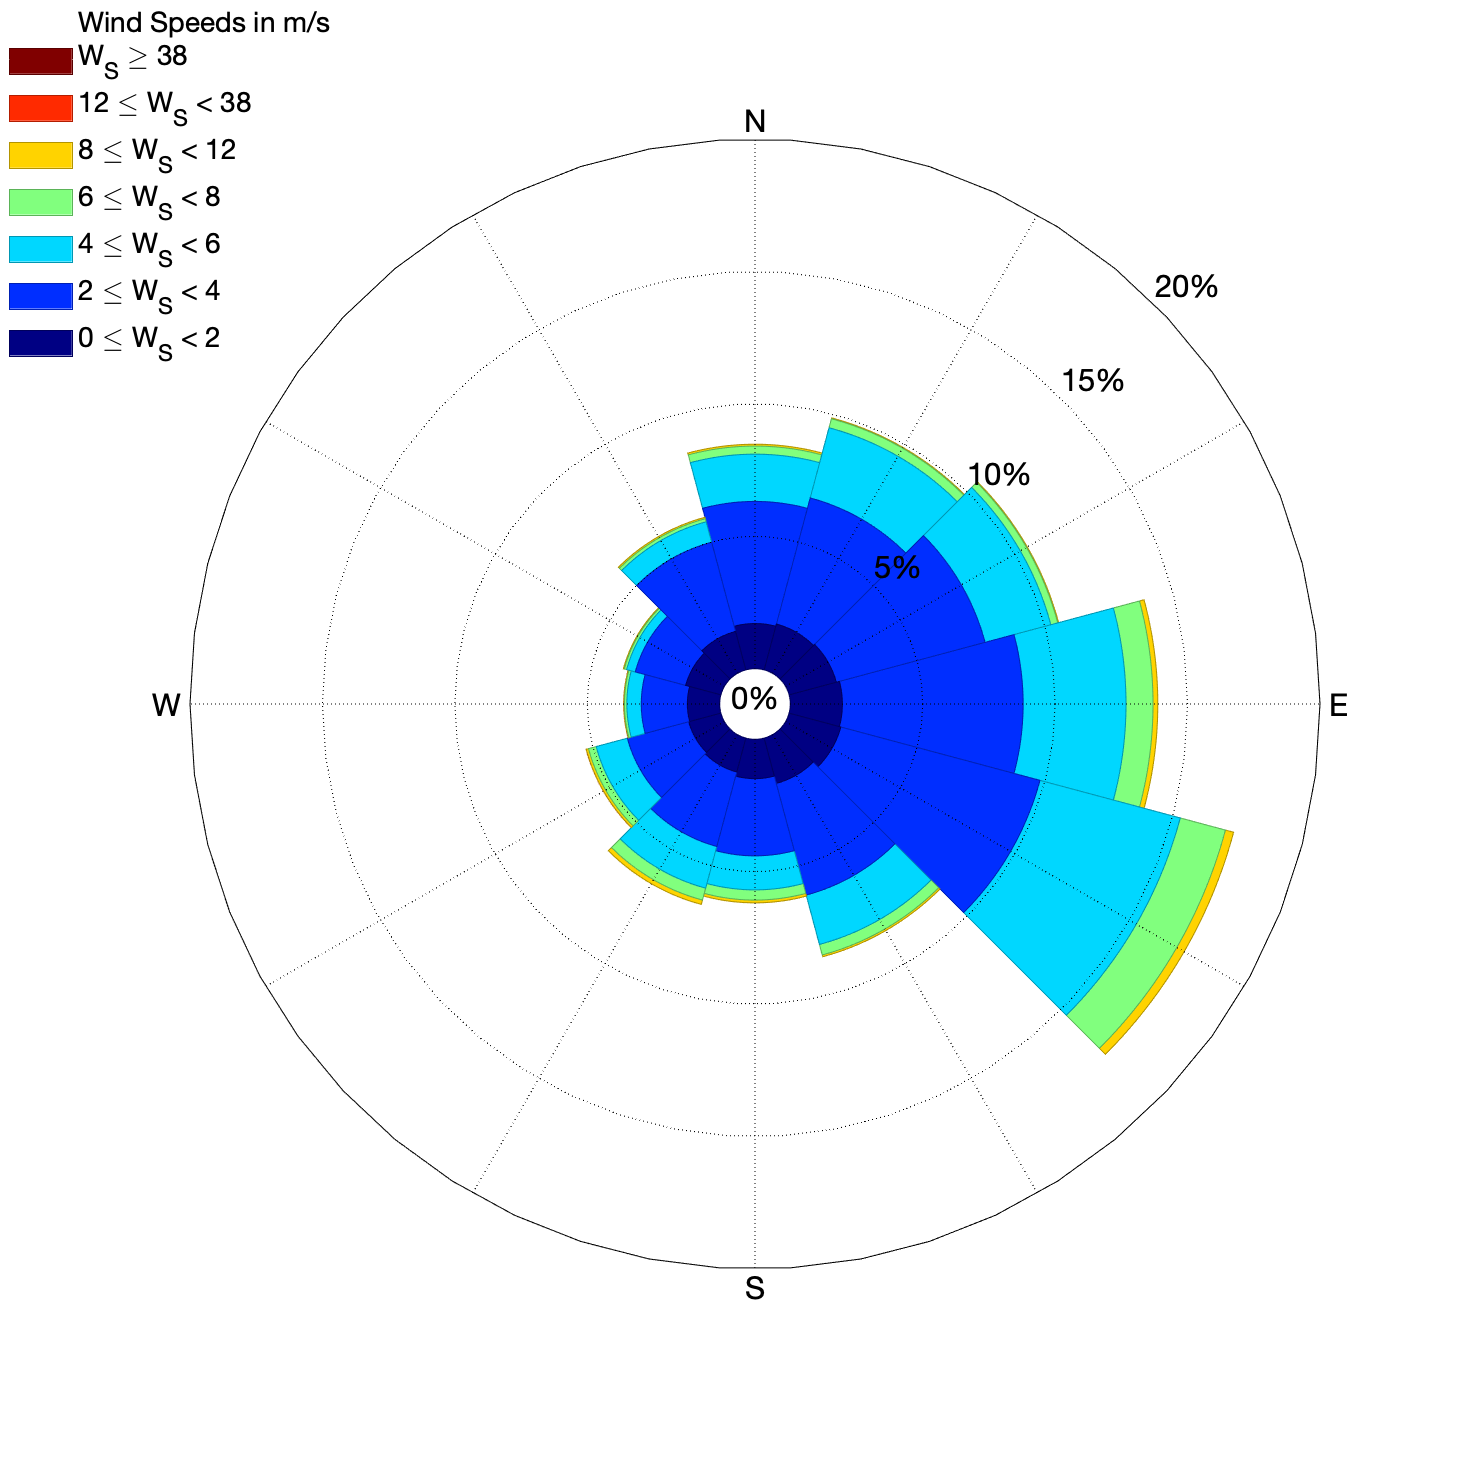 Wind Speeds in m/s
W_S ≥ 38
12 ≤ W_S < 38
8 ≤ W_S < 12
6 ≤ W_S < 8
4 ≤ W_S < 6
2 ≤ W_S < 4
0 ≤ W_S < 2
N
20%
15%
10%
5%
0%
W
E
S